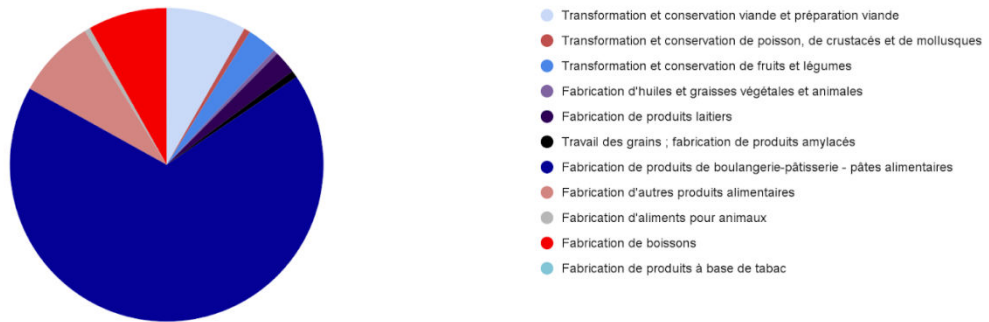 Transformation et conservation viande et préparation viande
Transformation et conservation de poisson, de crustacés et de mollusques
Transformation et conservation de fruits et légumes
Fabrication d'huiles et graisses végétales et animales
Fabrication de produits laitiers
Travail des grains ; fabrication de produits amylacés
Fabrication de produits de boulangerie-pâtisserie - pâtes alimentaires
Fabrication d'autres produits alimentaires
Fabrication d'aliments pour animaux
Fabrication de boissons
Fabrication de produits à base de tabac